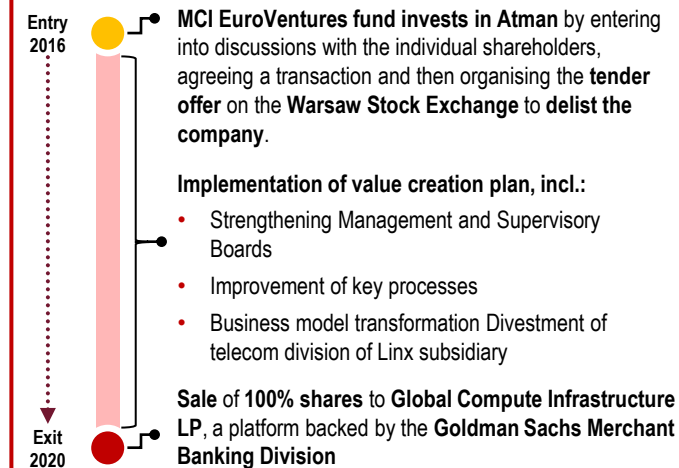 Entry
2016
MCI EuroVentures fund invests in Atman by entering
into discussions with the individual shareholders,
agreeing a transaction and then organising the tender
offer on the Warsaw Stock Exchange to delist the
company.
Implementation of value creation plan, incl.:
• Strengthening Management and Supervisory
Boards
• Improvement of key processes
• Business model transformation Divestment of
telecom division of Linx subsidiary
Sale of 100% shares to Global Compute Infrastructure
LP, a platform backed by the Goldman Sachs Merchant
Banking Division
Exit
2020